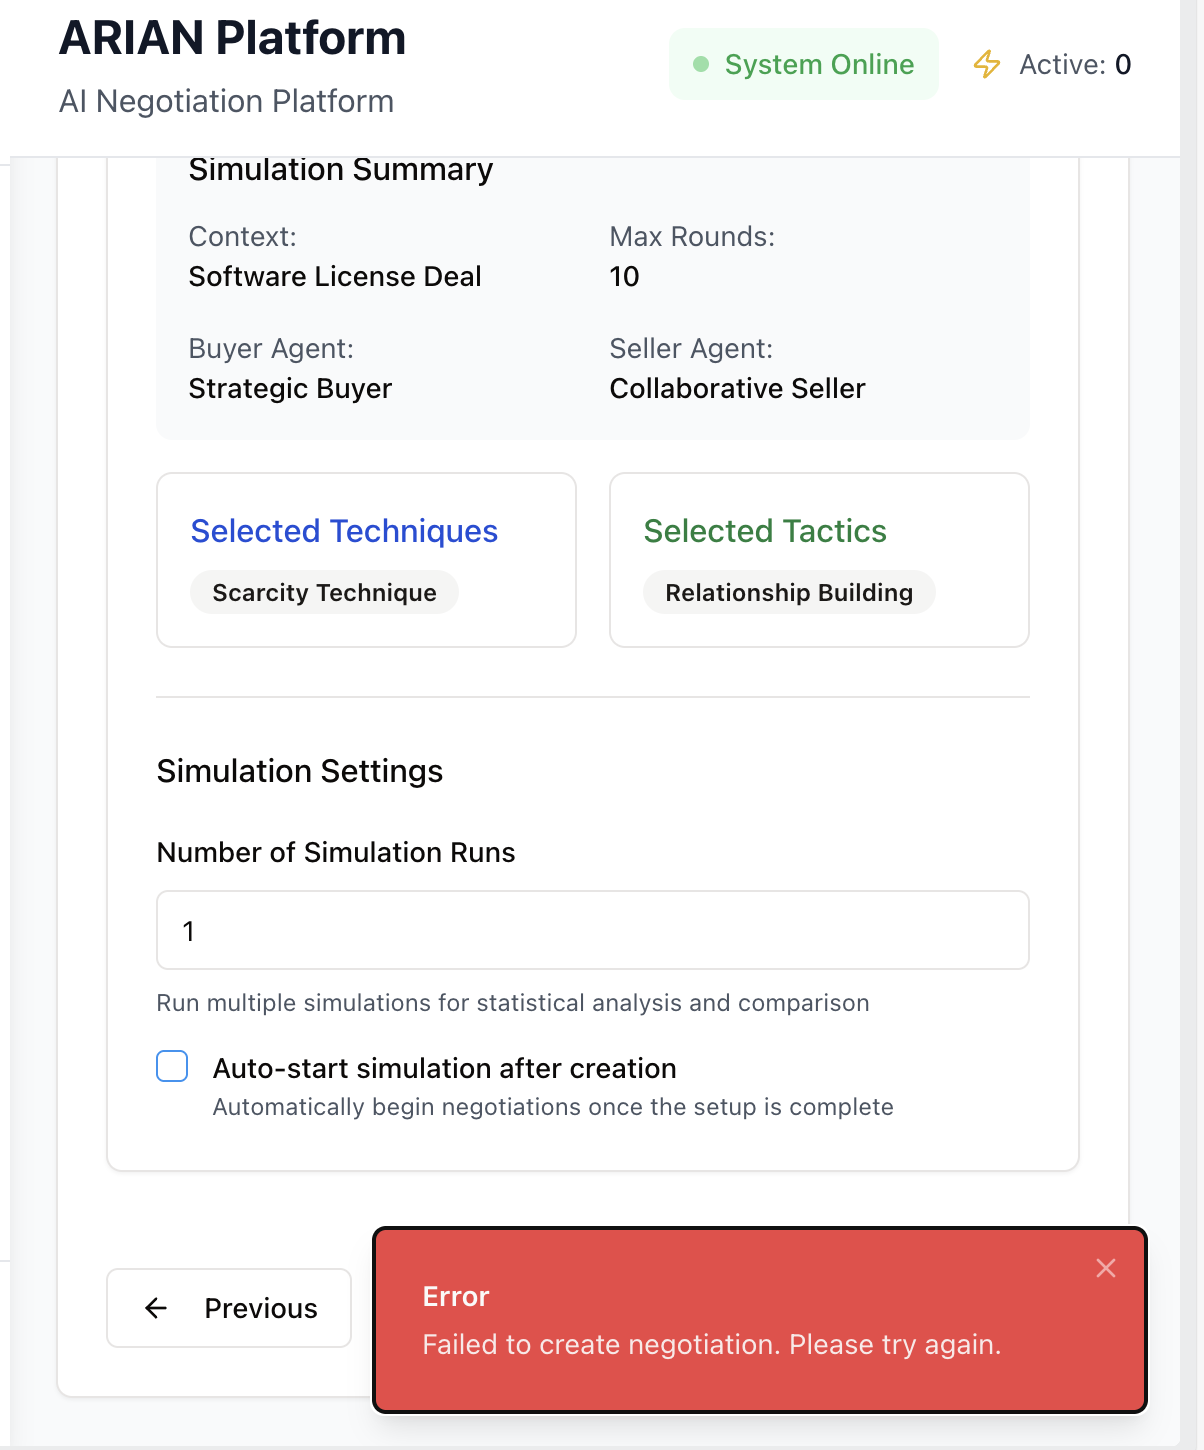 ARIAN Platform
AI Negotiation Platform
System Online
Active: 0
Simulation Summary
Context:
Software License Deal
Max Rounds:
10
Buyer Agent:
Strategic Buyer
Seller Agent:
Collaborative Seller
Selected Techniques
Scarcity Technique
Selected Tactics
Relationship Building
Simulation Settings
Number of Simulation Runs
1
Run multiple simulations for statistical analysis and comparison
Auto-start simulation after creation
Automatically begin negotiations once the setup is complete
Previous
Error
Failed to create negotiation. Please try again.